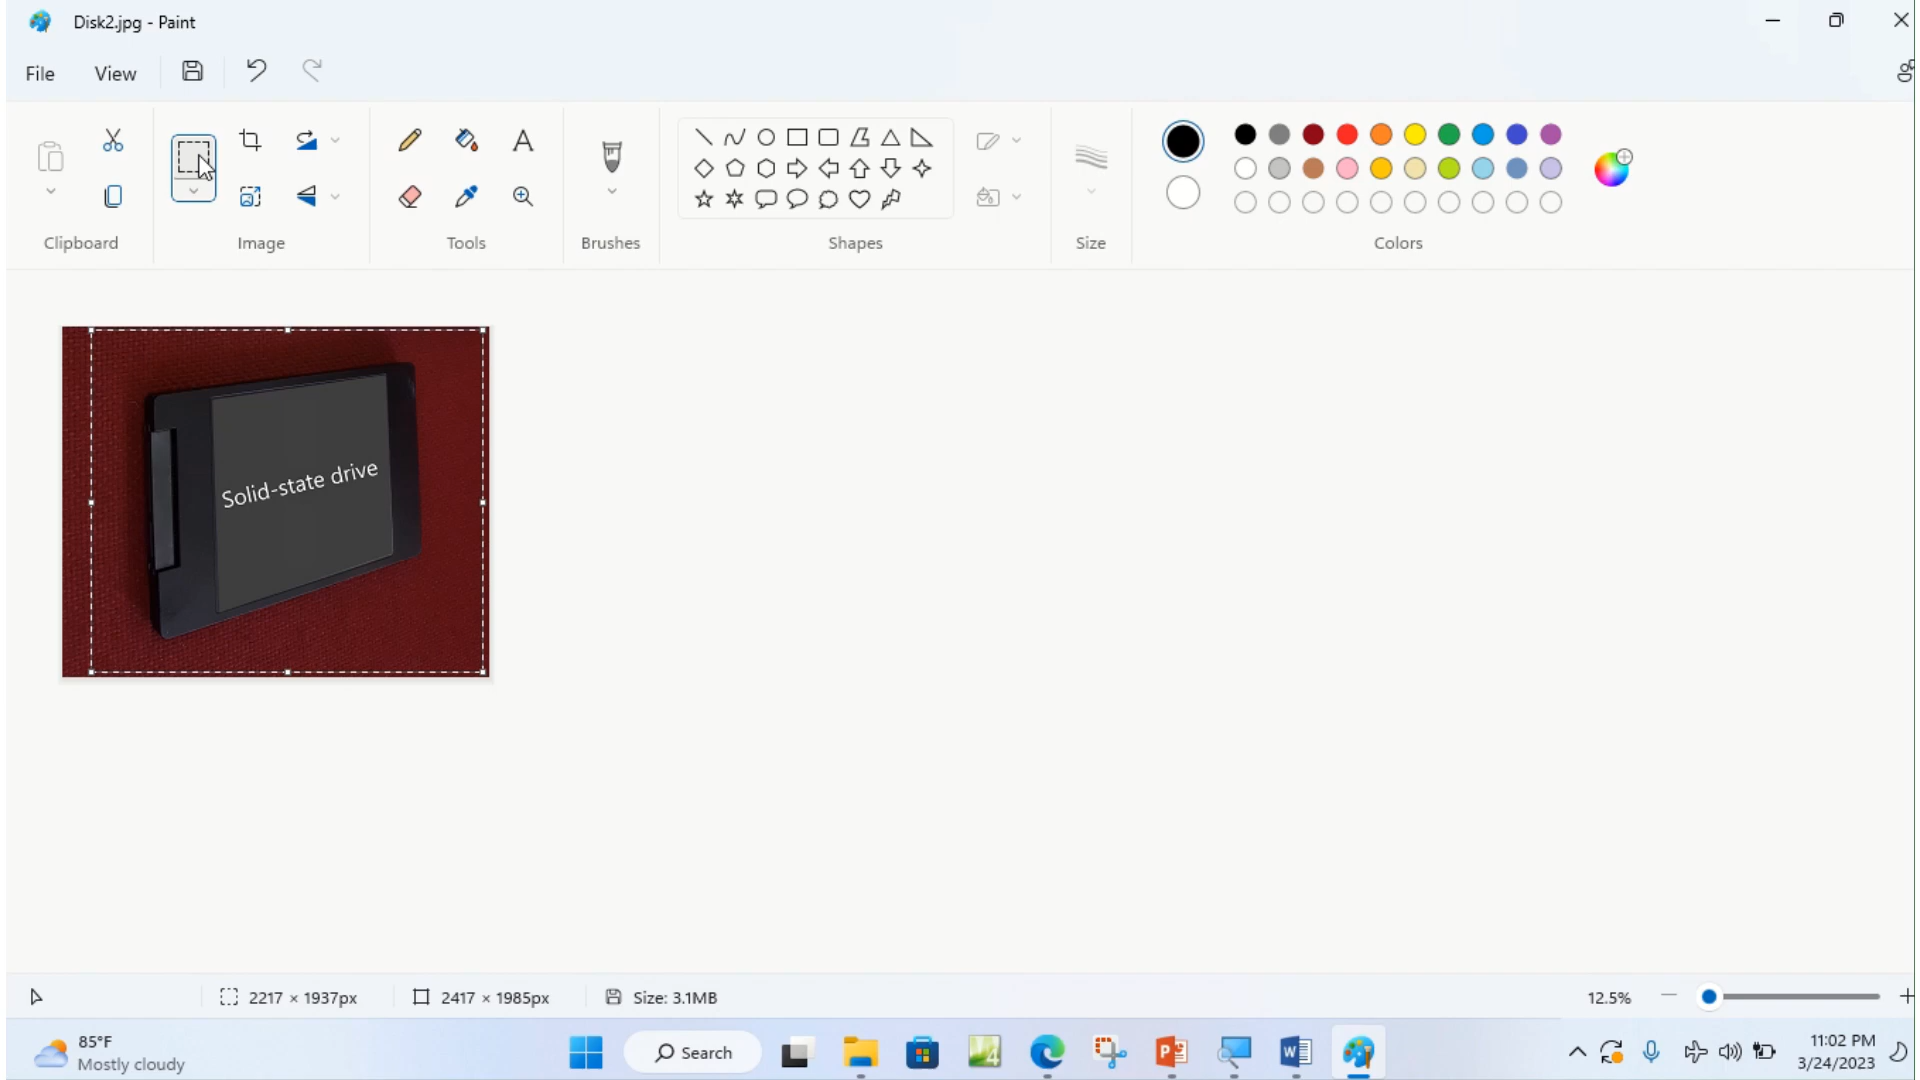 Disk2.jpg - Paint
File View
Clipboard Image Tools Brushes Shapes Size Colors
Solid-state drive
2217 × 1937px 2417 × 1985px Size: 3.1MB 12.5%
85°F
Mostly cloudy
Search
11:02 PM
3/24/2023